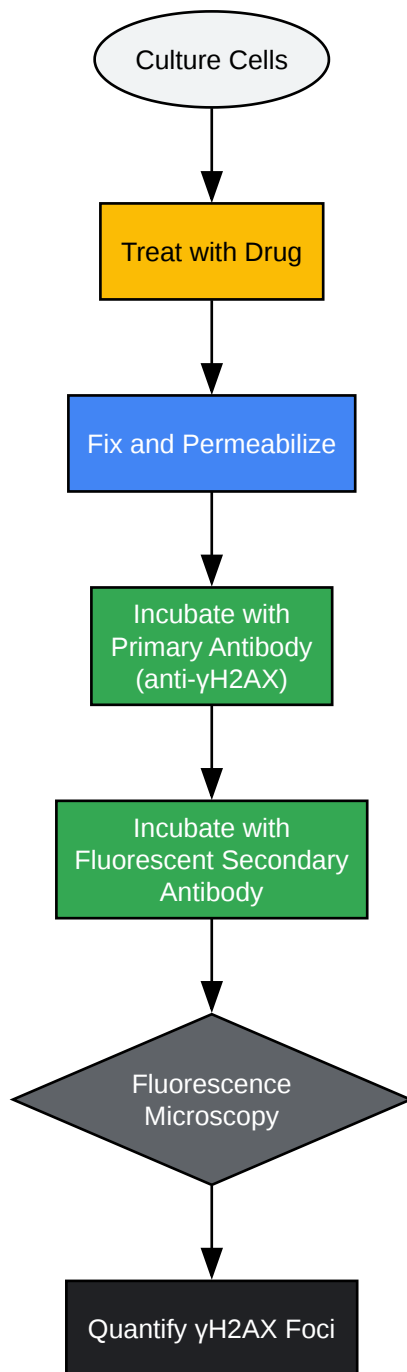 Culture Cells
Treat with Drug
Fix and Permeabilize
Incubate with
Primary Antibody
(anti-γH2AX)
Incubate with
Fluorescent Secondary
Antibody
Fluorescence
Microscopy
Quantify γH2AX Foci